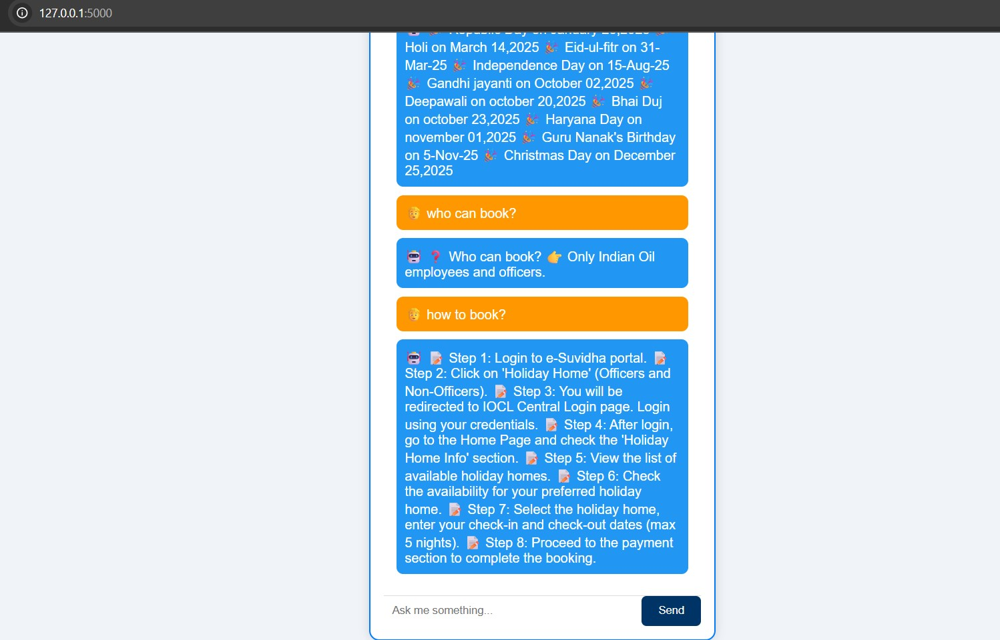 127.0.0.1:5000
Republic Day on January 26,2025
Holi on March 14,2025 🎉 Eid-ul-fitr on 31-
Mar-25 🎉 Independence Day on 15-Aug-25
🎉 Gandhi jayanti on October 02,2025 🎉
Deepawali on october 20,2025 🎉 Bhai Duj
on october 23,2025 🎉 Haryana Day on
november 01,2025 🎉 Guru Nanak's Birthday
on 5-Nov-25 🎉 Christmas Day on December
25,2025
who can book?
🤖 ❓ Who can book? 👉 Only Indian Oil
employees and officers.
how to book?
🤖 📝 Step 1: Login to e-Suvidha portal. 📝
Step 2: Click on 'Holiday Home' (Officers and
Non-Officers). 📝 Step 3: You will be
redirected to IOCL Central Login page. Login
using your credentials. 📝 Step 4: After login,
go to the Home Page and check the 'Holiday
Home Info' section. 📝 Step 5: View the list of
available holiday homes. 📝 Step 6: Check
the availability for your preferred holiday
home. 📝 Step 7: Select the holiday home,
enter your check-in and check-out dates (max
5 nights). 📝 Step 8: Proceed to the payment
section to complete the booking.
Ask me something...
Send